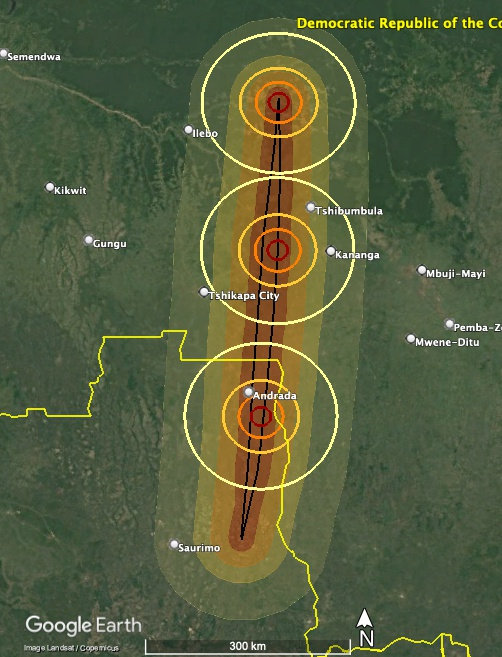 Democratic Republic of the Co
Semendwa
Ilebo
Kikwit
Tshibumbula
Gungu
Kananga
Mbuji-Mayi
Tshikapa City
Pemba-Z
Mwene-Ditu
Andrada
Saurimo
Google Earth
Image Landsat / Copernicus
300 km
N